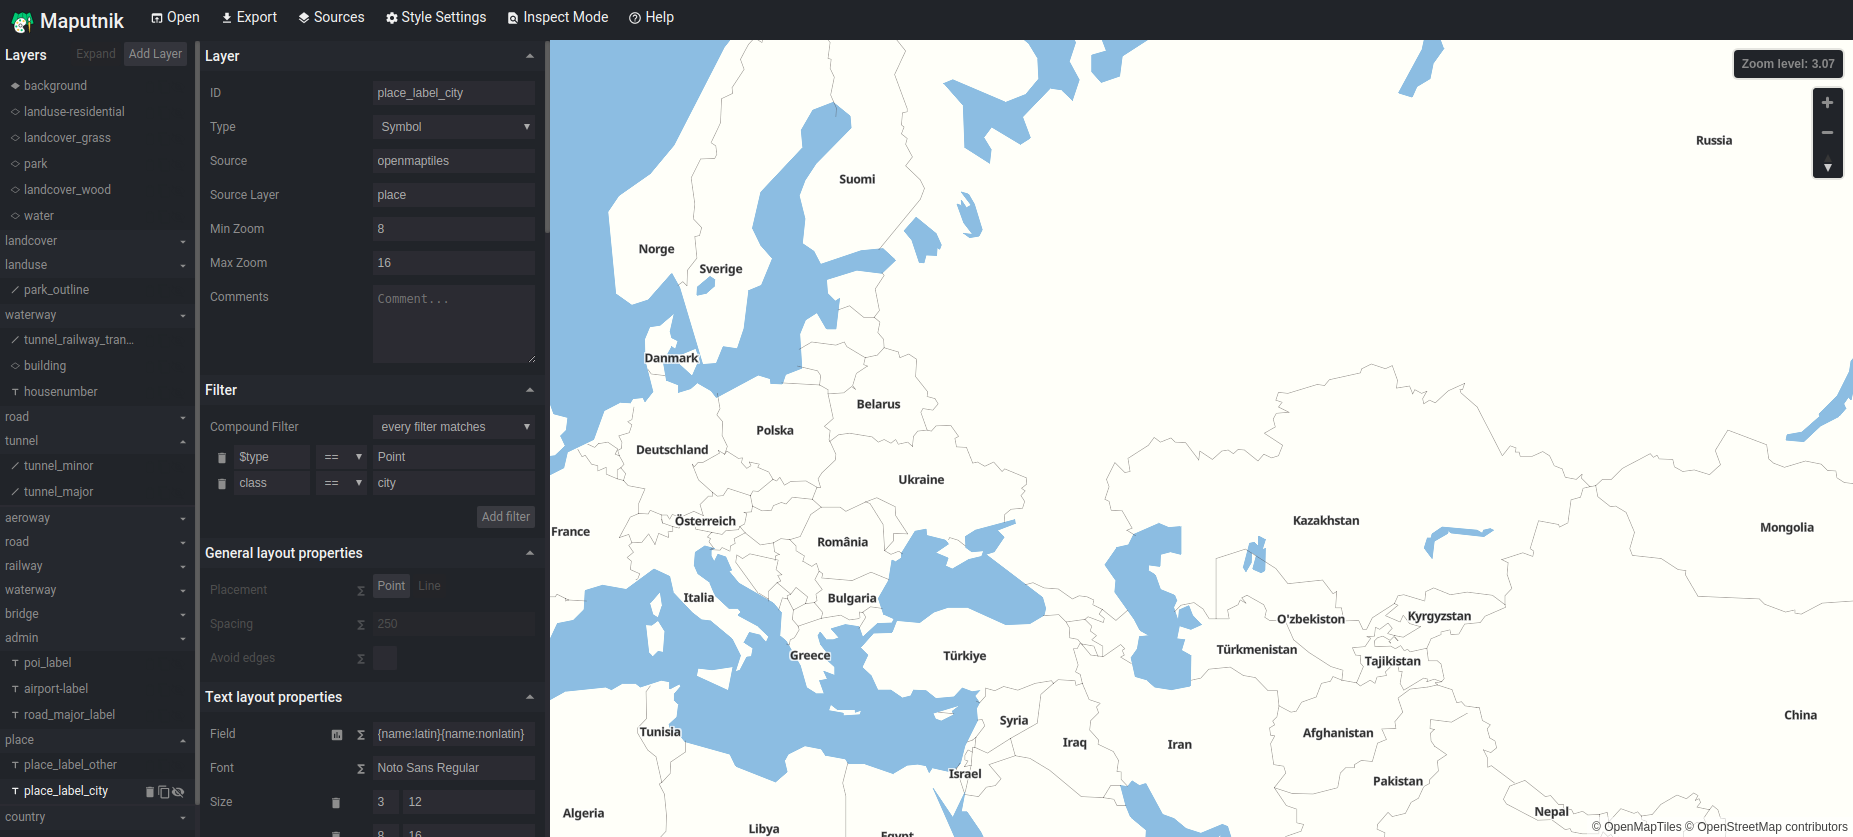 Maputnik
Open
Export
Sources
Style Settings
Inspect Mode
Help
Layers
Expand
Add Layer
background
landuse-residential
landcover_grass
park
landcover_wood
water
landcover
landuse
park_outline
waterway
tunnel_railway_tran...
building
housenumber
road
tunnel
tunnel_minor
tunnel_major
aeroway
road
railway
waterway
bridge
admin
poi_label
airport-label
road_major_label
place
place_label_other
place_label_city
country
Layer
ID place_label_city
Type Symbol
Source openmaptiles
Source Layer place
Min Zoom 8
Max Zoom 16
Comments Comment...
Filter
Compound Filter every filter matches
$type == Point
class == city
Add filter
General layout properties
Placement Point Line
Spacing 250
Avoid edges
Text layout properties
Field {name:latin}{name:nonlatin}
Font Noto Sans Regular
Size 3 12
8 16
Zoom level: 3.07
Russia
Suomi
Norge
Sverige
Danmark
Belarus
Polska
Deutschland
Ukraine
Österreich
France
Kazakhstan
Mongolia
România
Italia
Bulgaria
O'zbekiston
Kyrgyzstan
Greece
Türkiye
Türkmenistan
Tajikistan
Syria
China
Tunisia
Iraq
Iran
Afghanistan
Israel
Pakistan
Algeria
Nepal
Libya
Egypt
© OpenMapTiles © OpenStreetMap contributors